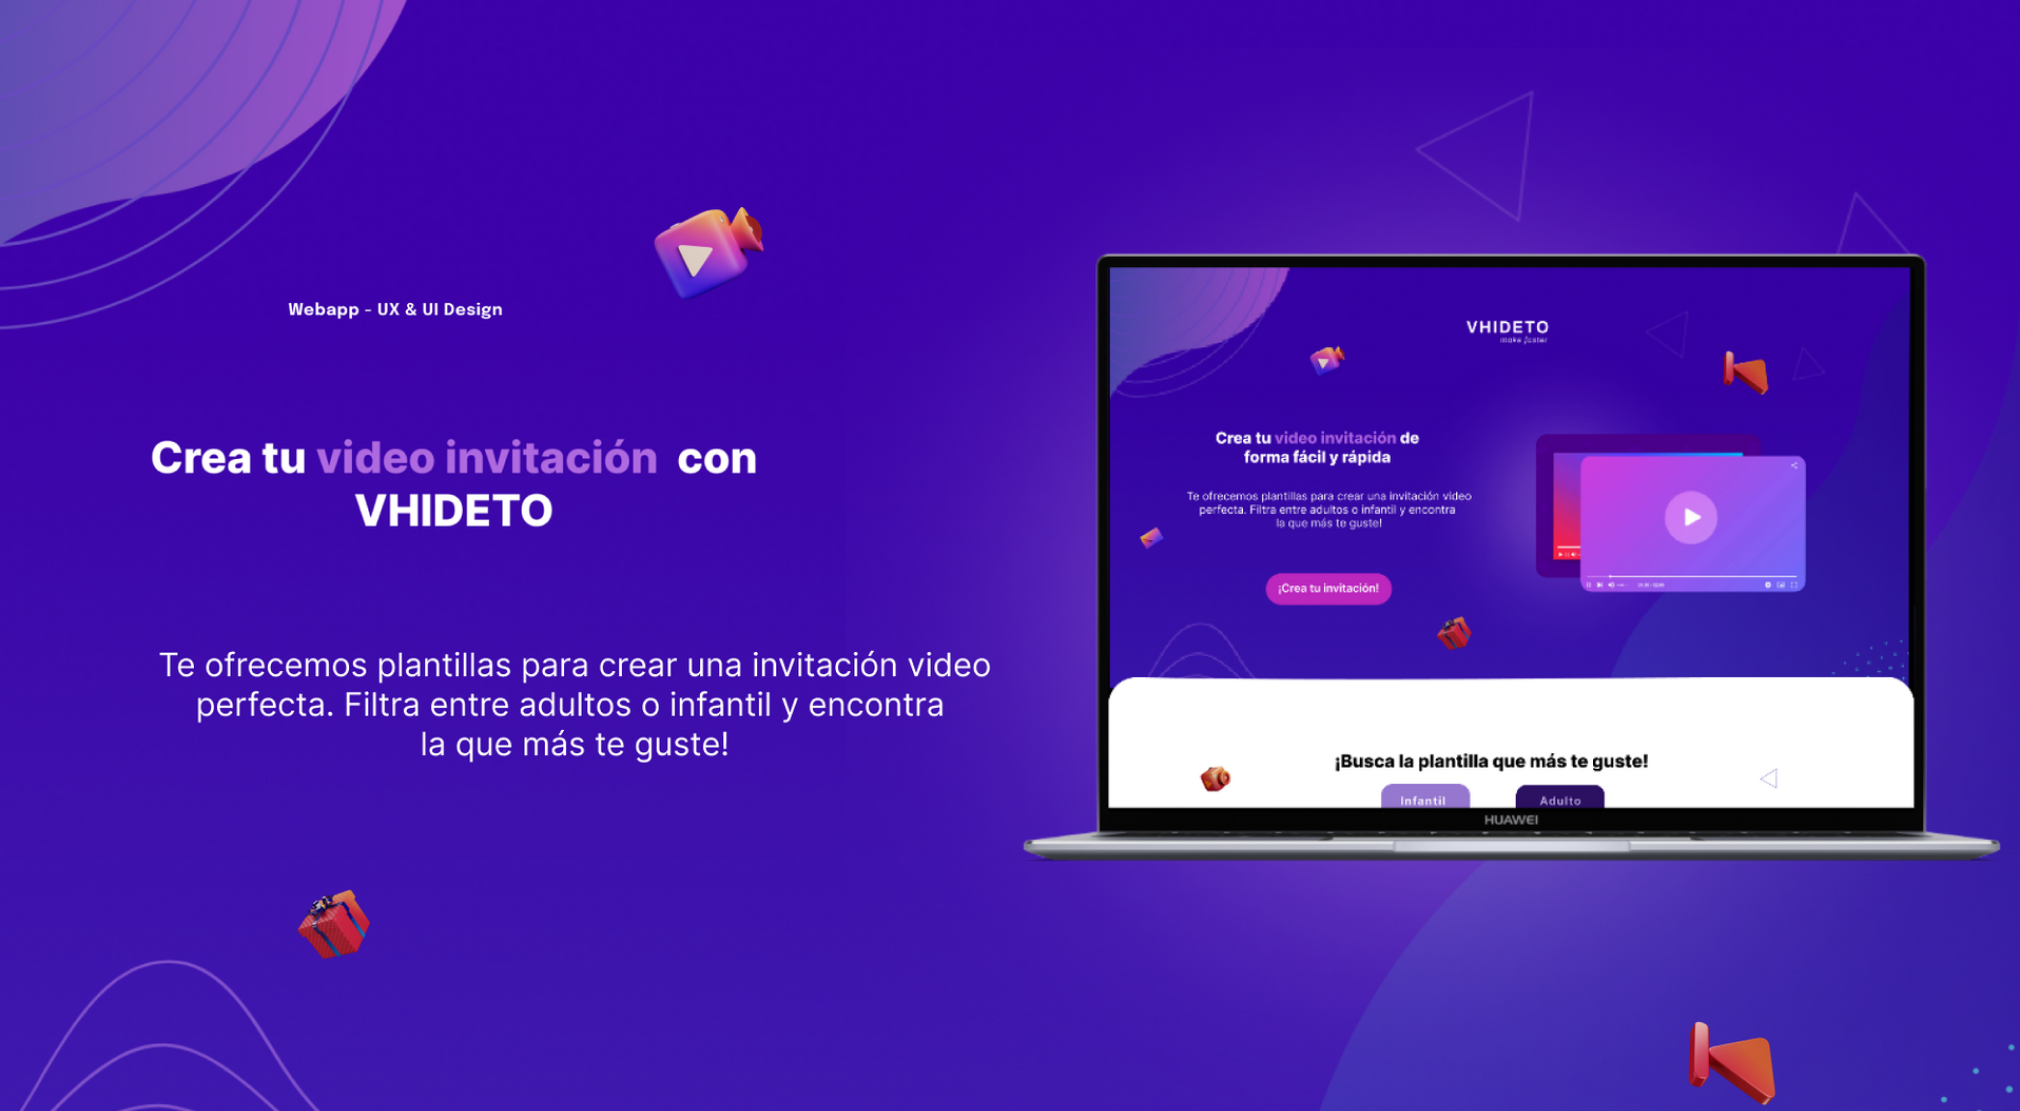 Webapp - UX & UI Design
Crea tu video invitación con
VHIDETO
Te ofrecemos plantillas para crear una invitación video
perfecta. Filtra entre adultos o infantil y encontra
la que más te guste!
VHIDETO
make faster
Crea tu video invitación de
forma fácil y rápida
Te ofrecemos plantillas para crear una invitación video
perfecta. Filtra entre adultos o infantil y encontra
la que más te guste!
¡Crea tu invitación!
¡Busca la plantilla que más te guste!
Infantil
Adulto
HUAWEI